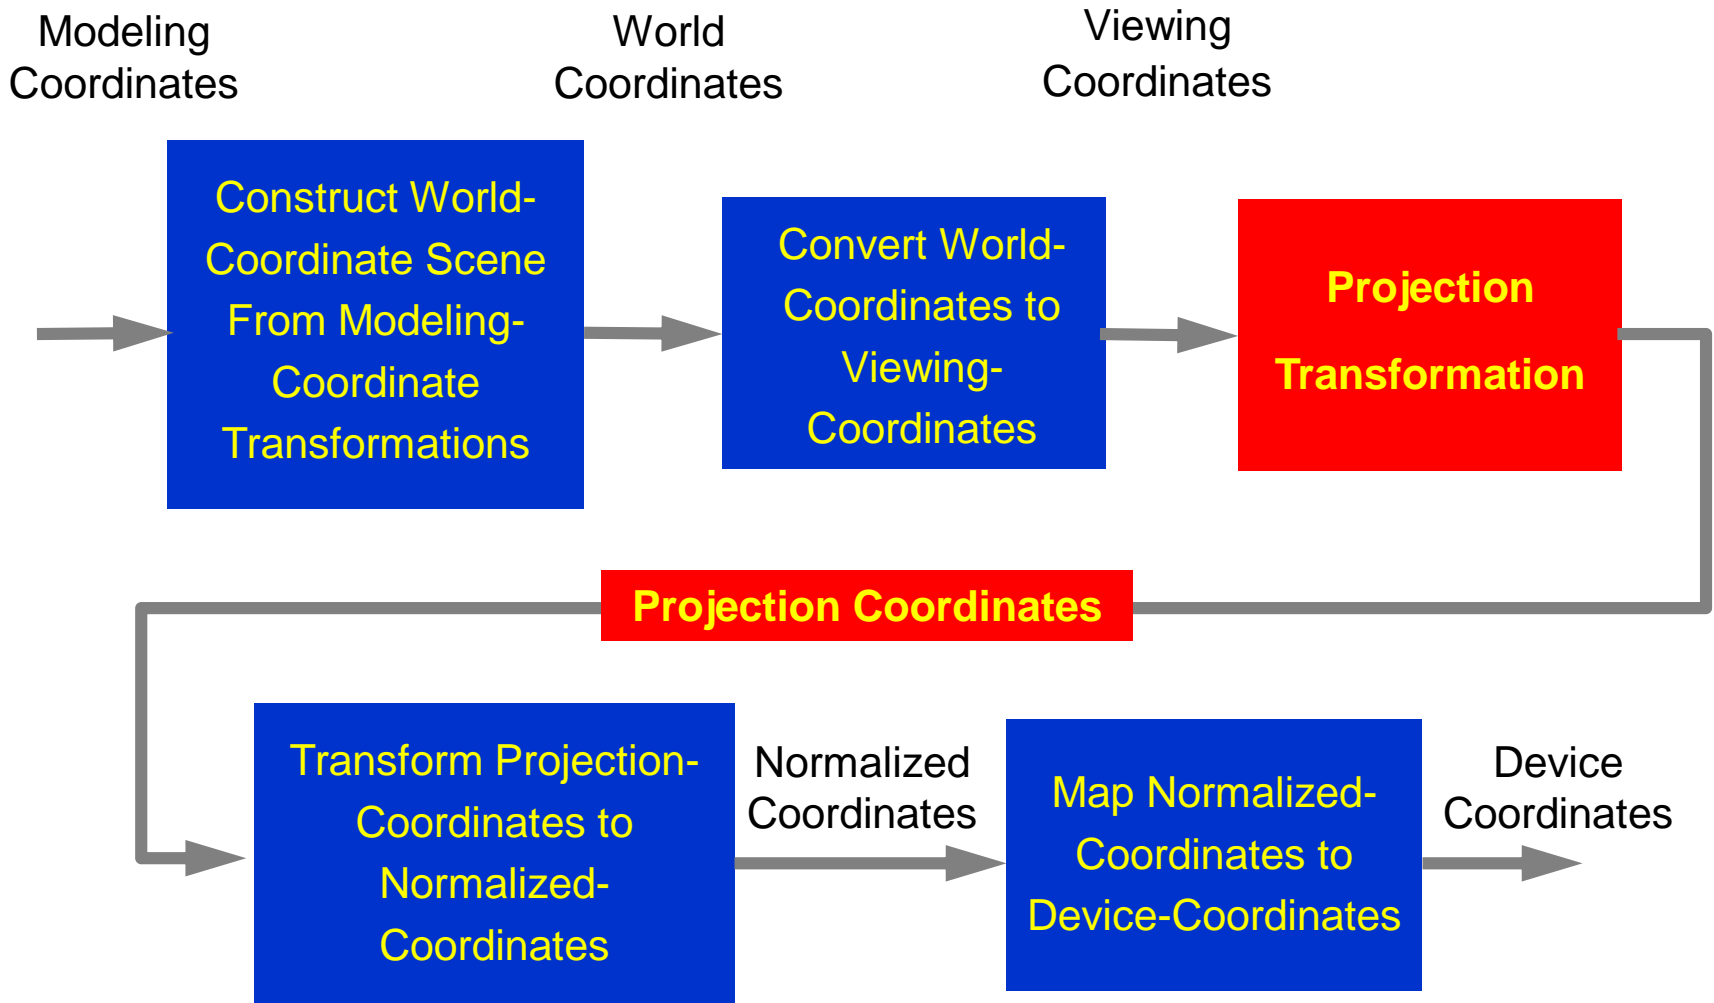 Modeling
Coordinates
World
Coordinates
Viewing
Coordinates
Construct World-
Coordinate Scene
From Modeling-
Coordinate
Transformations
Convert World-
Coordinates to
Viewing-
Coordinates
Projection
Transformation
Projection Coordinates
Transform Projection-
Coordinates to
Normalized-
Coordinates
Normalized
Coordinates
Map Normalized-
Coordinates to
Device-Coordinates
Device
Coordinates